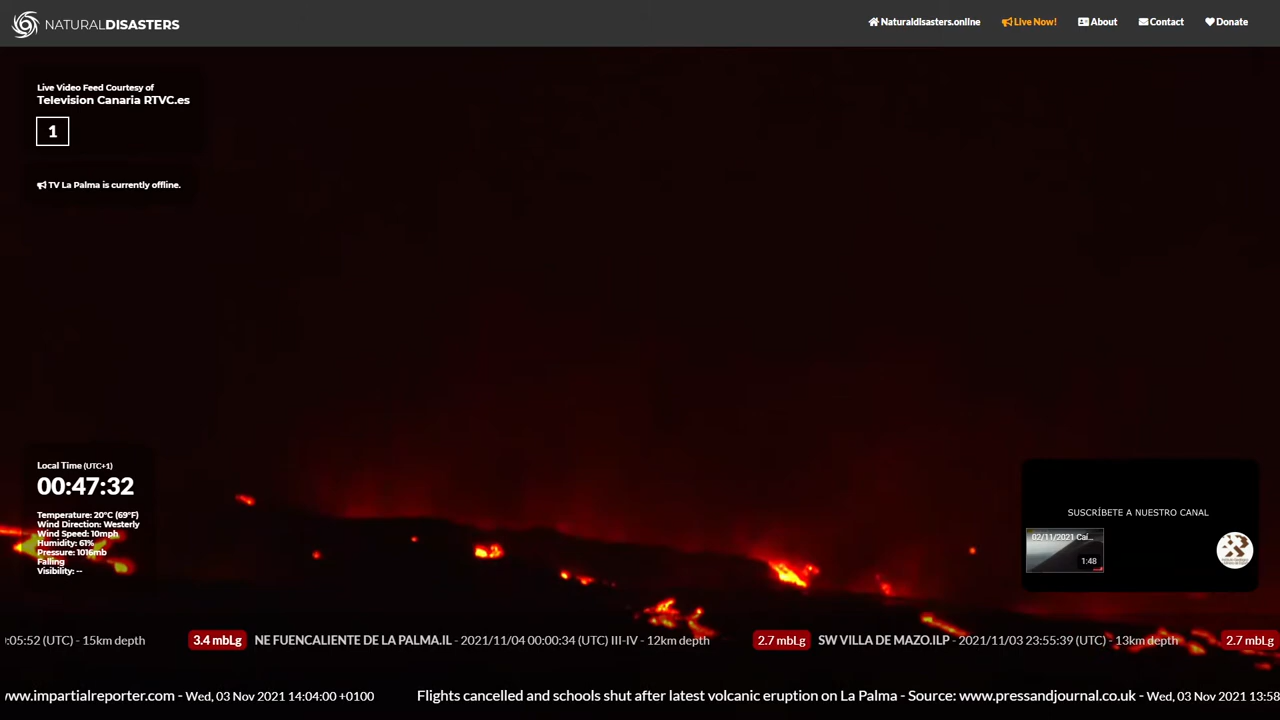 NATURALDISASTERS
Naturaldisasters.online
Live Now!
About
Contact
Donate
Live Video Feed Courtesy of
Television Canaria RTVC.es
1
TV La Palma is currently offline.
Local Time (UTC+1)
00:47:32
Temperature: 20°C (69°F)
Wind Direction: Westerly
Wind Speed: 10mph
Humidity: 61%
Pressure: 1016mb
Falling
Visibility: --
SUSCRÍBETE A NUESTRO CANAL
02/11/2021 Caí...
1:48
:05:52 (UTC) - 15km depth
3.4 mbLg NE FUENCALIENTE DE LA PALMA.IL - 2021/11/04 00:00:34 (UTC) III-IV - 12km depth
2.7 mbLg SW VILLA DE MAZO.ILP - 2021/11/03 23:55:39 (UTC) - 13km depth
2.7 mbLg
www.impartialreporter.com - Wed, 03 Nov 2021 14:04:00 +0100
Flights cancelled and schools shut after latest volcanic eruption on La Palma - Source: www.pressandjournal.co.uk - Wed, 03 Nov 2021 13:58